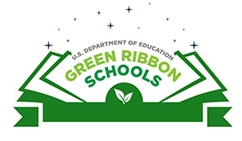 U.S. DEPARTMENT OF EDUCATION
GREEN RIBBON
SCHOOLS